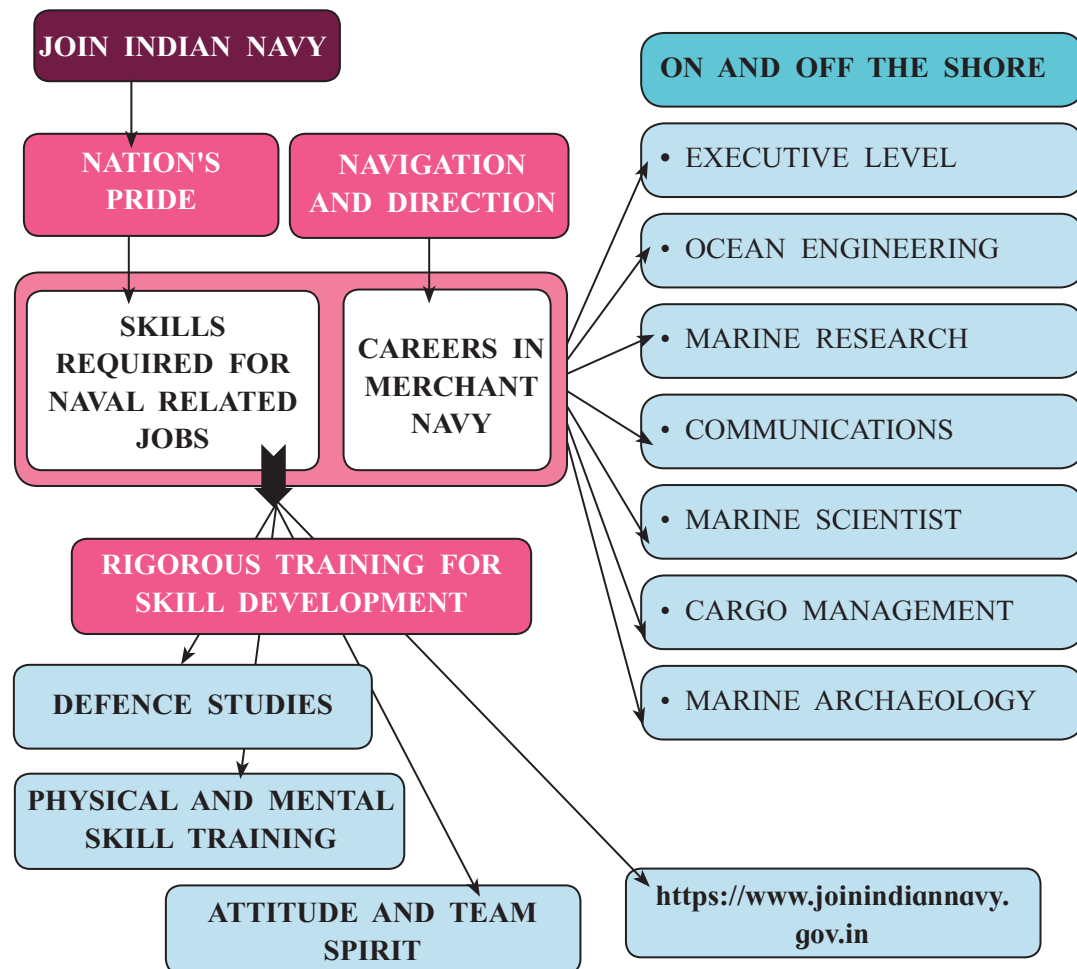 JOIN INDIAN NAVY
NATION'S
PRIDE
NAVIGATION
AND DIRECTION
SKILLS
REQUIRED FOR
NAVAL RELATED
JOBS
CAREERS IN
MERCHANT
NAVY
RIGOROUS TRAINING FOR
SKILL DEVELOPMENT
DEFENCE STUDIES
PHYSICAL AND MENTAL
SKILL TRAINING
ATTITUDE AND TEAM
SPIRIT
https://www.joinindiannavy.
gov.in
ON AND OFF THE SHORE
• EXECUTIVE LEVEL
• OCEAN ENGINEERING
• MARINE RESEARCH
• COMMUNICATIONS
• MARINE SCIENTIST
• CARGO MANAGEMENT
• MARINE ARCHAEOLOGY